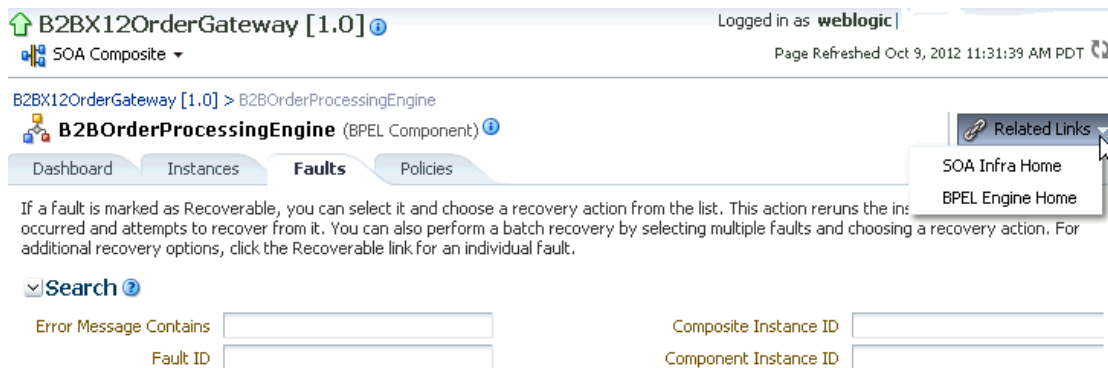 B2BX12OrderGateway [1.0]
Logged in as weblogic|
SOA Composite
Page Refreshed Oct 9, 2012 11:31:39 AM PDT
B2BX12OrderGateway [1.0] > B2BOrderProcessingEngine
B2BOrderProcessingEngine (BPEL Component)
Related Links
SOA Infra Home
BPEL Engine Home
Dashboard Instances Faults Policies
If a fault is marked as Recoverable, you can select it and choose a recovery action from the list. This action reruns the
occurred and attempts to recover from it. You can also perform a batch recovery by selecting multiple faults and choosing a recovery action. For
additional recovery options, click the Recoverable link for an individual fault.
Search
Error Message Contains Composite Instance ID
Fault ID Component Instance ID